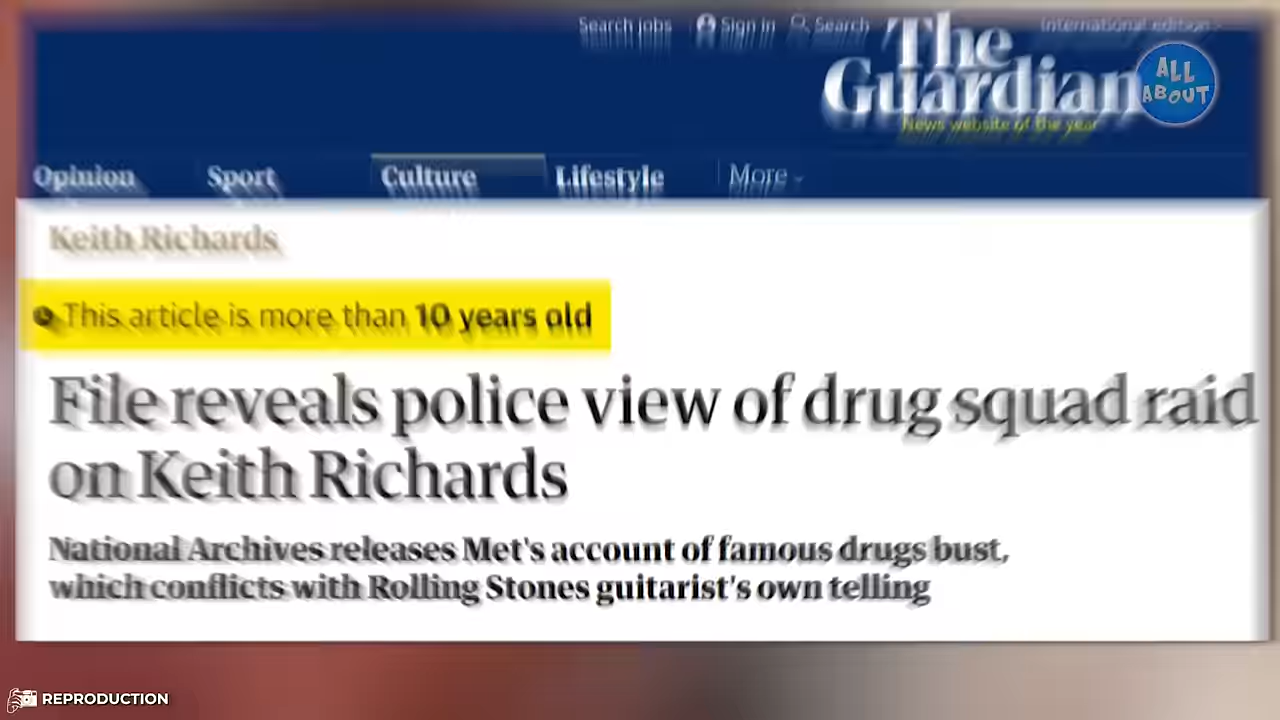 Search jobs Sign in Search International edition
The Guardian
News website of the year
ALL ABOUT
Opinion Sport Culture Lifestyle More
Keith Richards
This article is more than 10 years old
File reveals police view of drug squad raid
on Keith Richards
National Archives releases Met's account of famous drugs bust,
which conflicts with Rolling Stones guitarist's own telling
REPRODUCTION